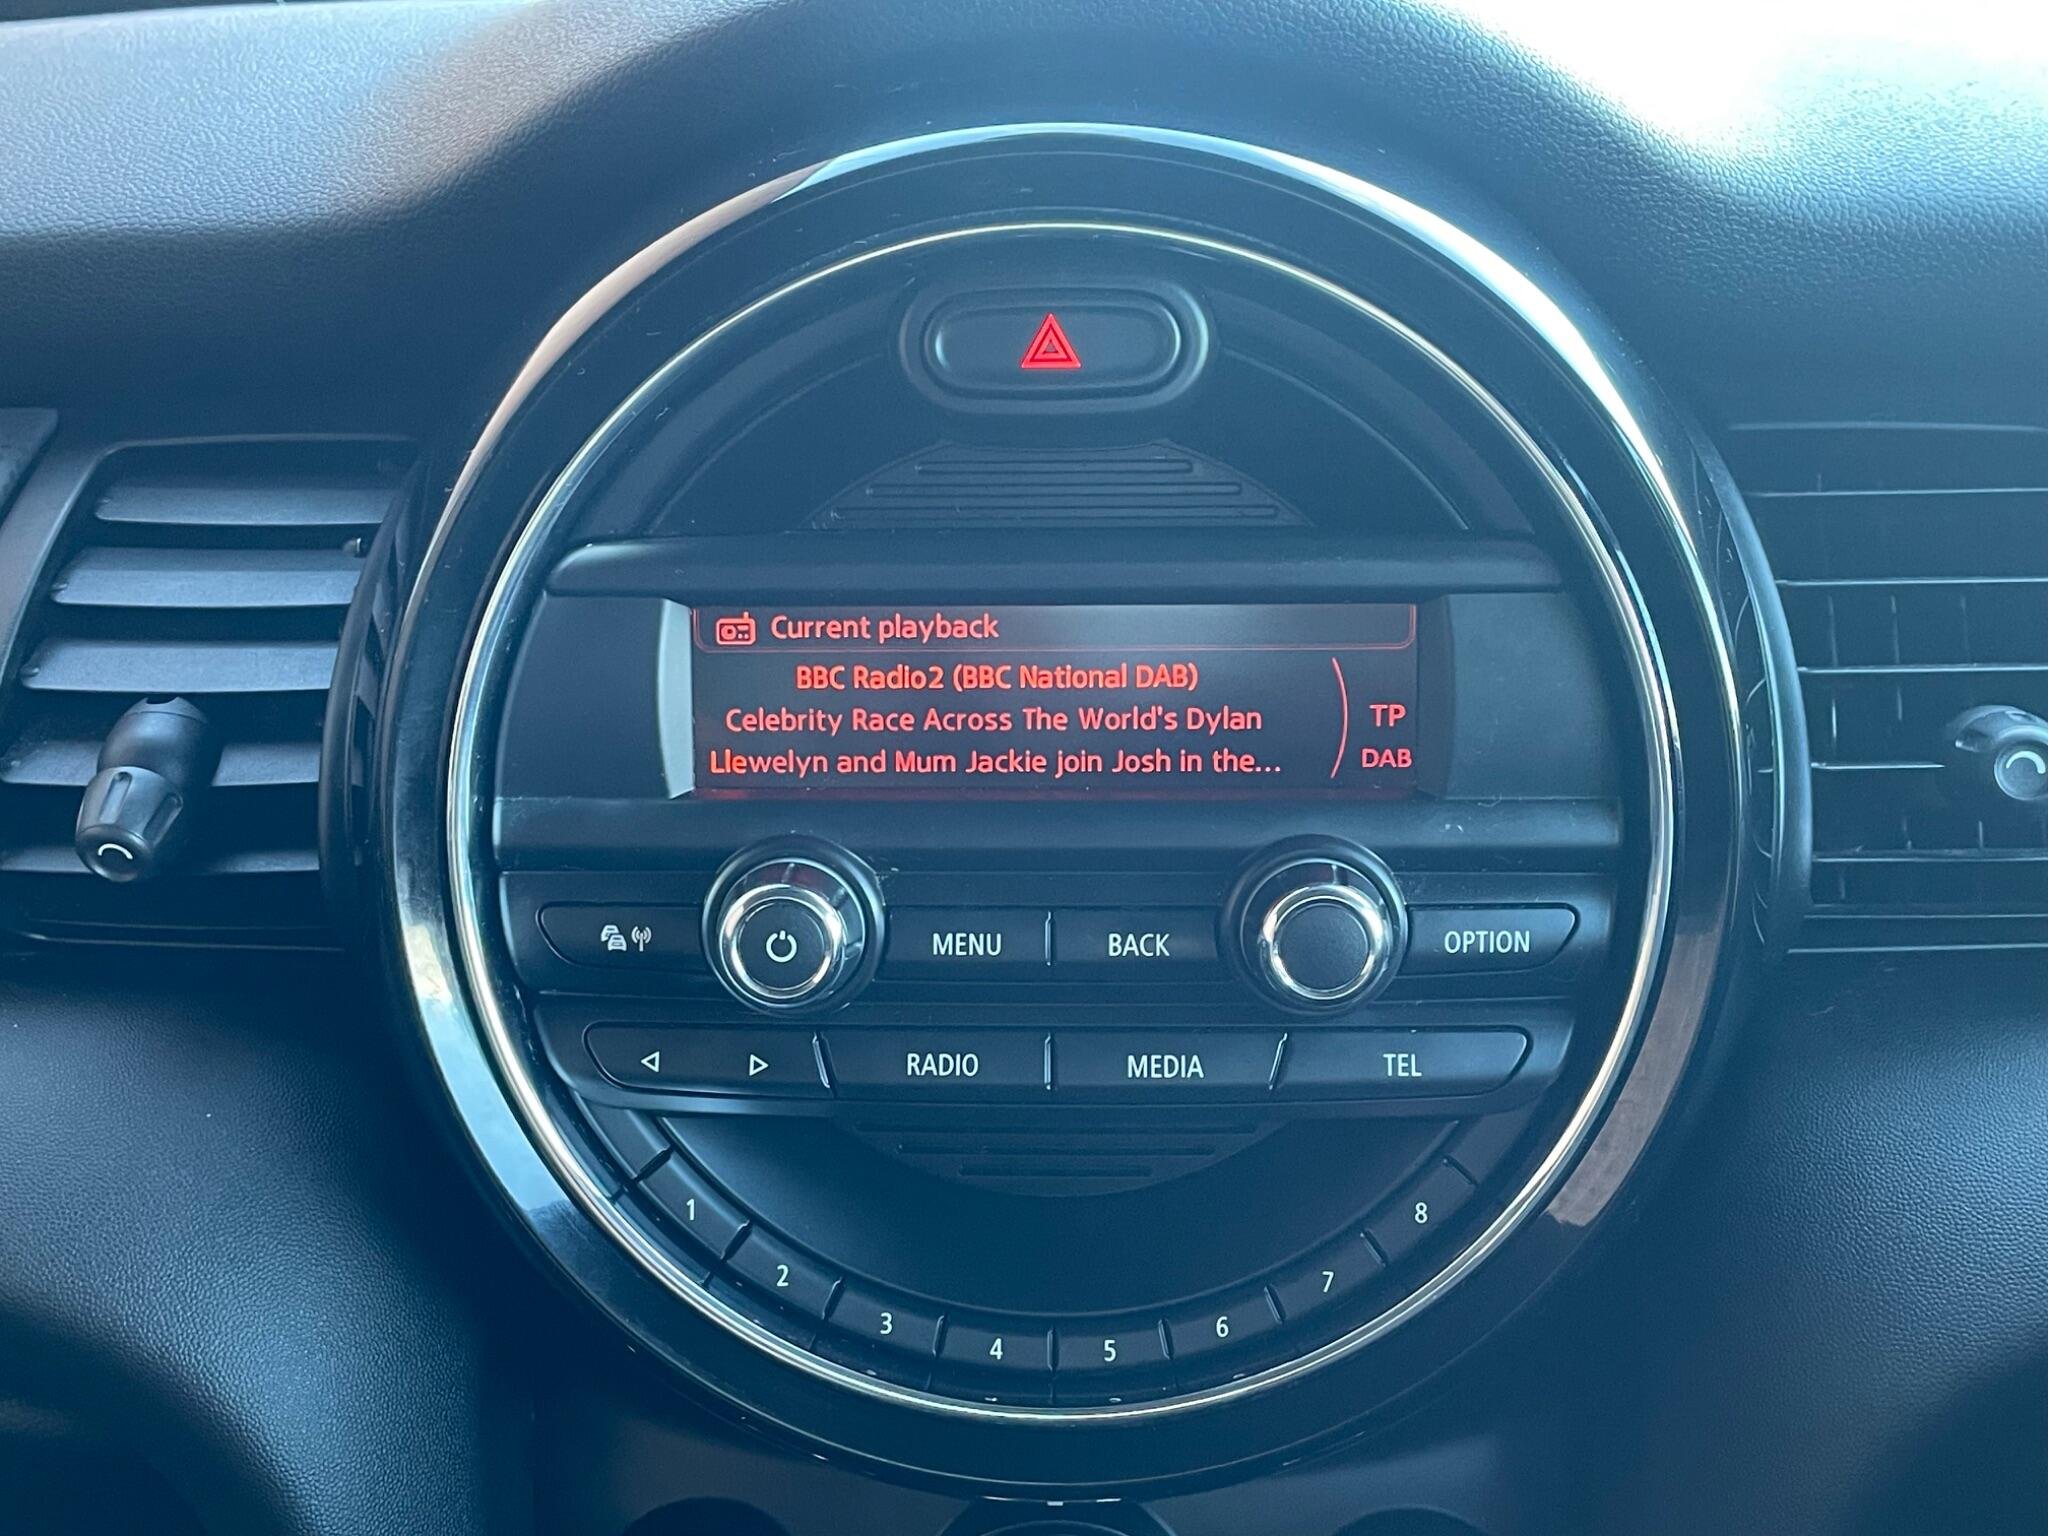 Current playback
BBC Radio2 (BBC National DAB)
Celebrity Race Across The World's Dylan
Llewelyn and Mum Jackie join Josh in the...
TP
DAB
MENU
BACK
OPTION
RADIO
MEDIA
TEL
1
2
3
4
5
6
7
8